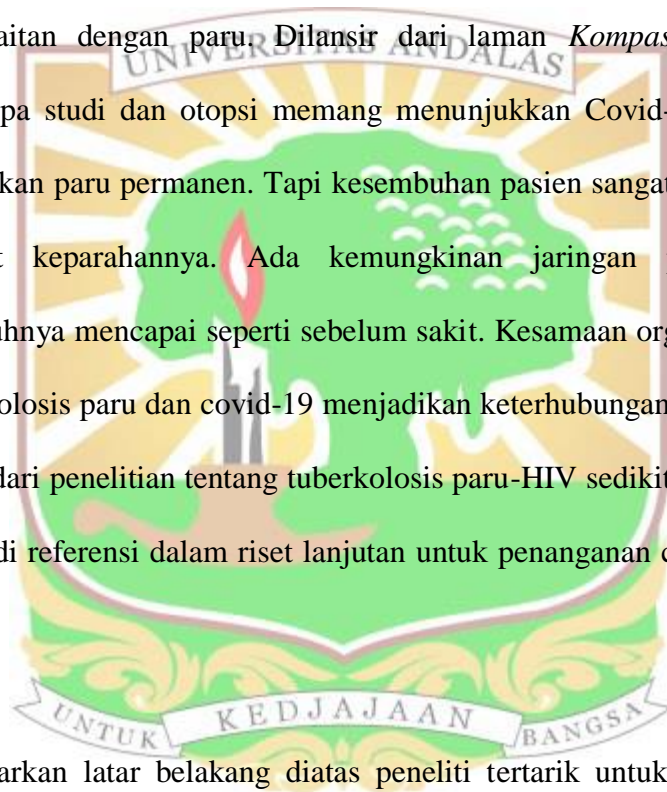 aitan dengan paru. Dilansir dari laman Kompas
UNIVERSITAS ANDALAS
pa studi dan otopsi memang menunjukkan Covid-
kan paru permanen. Tapi kesembuhan pasien sangat
keparahannya. Ada kemungkinan jaringan
uhnya mencapai seperti sebelum sakit. Kesamaan org
olosis paru dan covid-19 menjadikan keterhubungan
dari penelitian tentang tuberkolosis paru-HIV sedikit
di referensi dalam riset lanjutan untuk penanganan c
UNTUK KEDJAJAAN BANGSA
arkan latar belakang diatas peneliti tertarik untuk